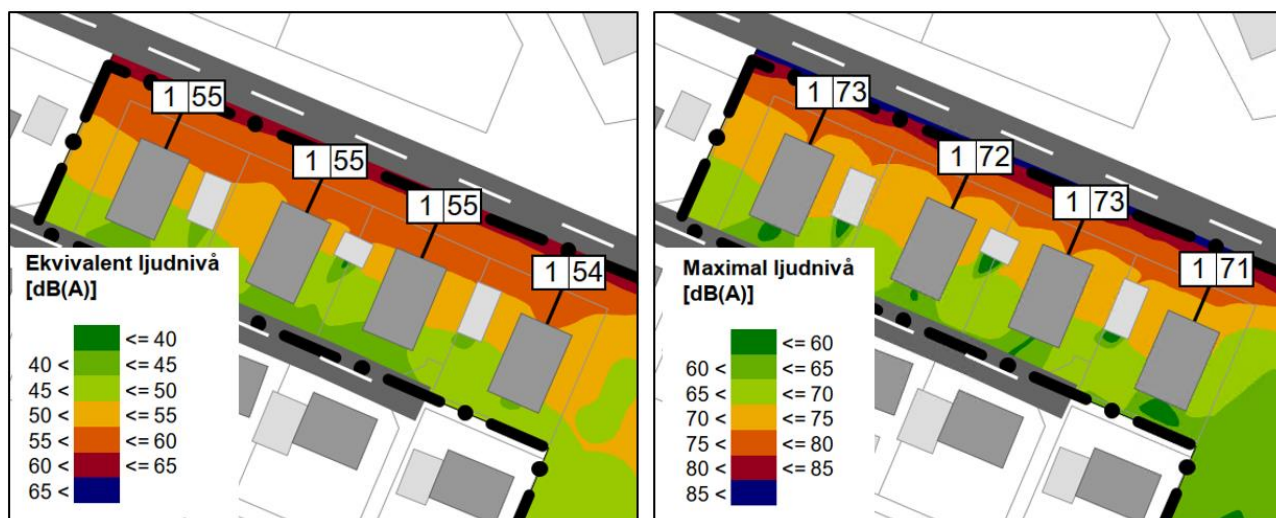 1 55
1 55
1 55
1 54
Ekvivalent ljudnivå
[dB(A)]
<= 40
40 < <= 45
45 < <= 50
50 < <= 55
55 < <= 60
60 < <= 65
65 <
1 73
1 72
1 73
1 71
Maximal ljudnivå
[dB(A)]
<= 60
60 < <= 65
65 < <= 70
70 < <= 75
75 < <= 80
80 < <= 85
85 <